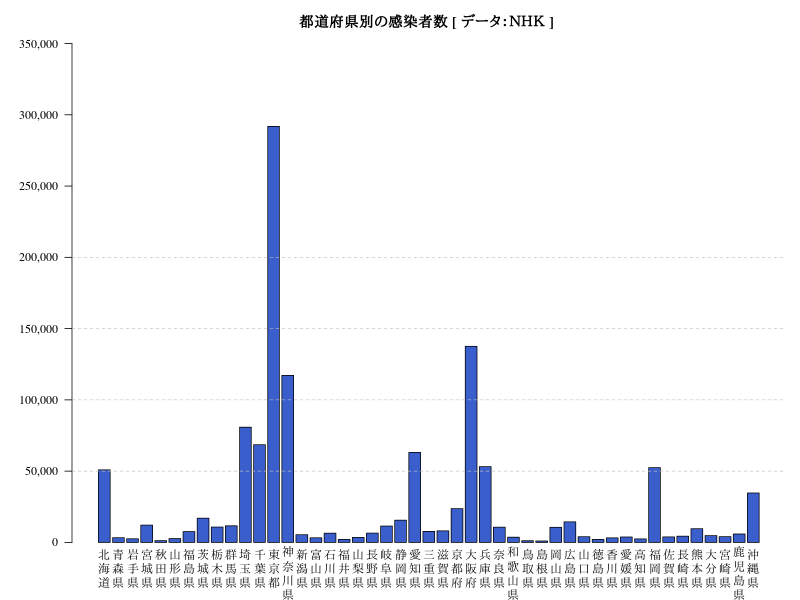 都道府県別の感染者数 [ データ：NHK ]
350,000
300,000
250,000
200,000
150,000
100,000
50,000
0
北海道
青森県
岩手県
宮城県
秋田県
山形県
福島県
茨城県
栃木県
群馬県
埼玉県
千葉県
東京都
神奈川県
新潟県
富山県
石川県
福井県
山梨県
長野県
岐阜県
静岡県
愛知県
三重県
滋賀県
京都府
大阪府
兵庫県
奈良県
和歌山県
鳥取県
島根県
岡山県
広島県
山口県
徳島県
香川県
愛媛県
高知県
福岡県
佐賀県
長崎県
熊本県
大分県
宮崎県
鹿児島県
沖縄県